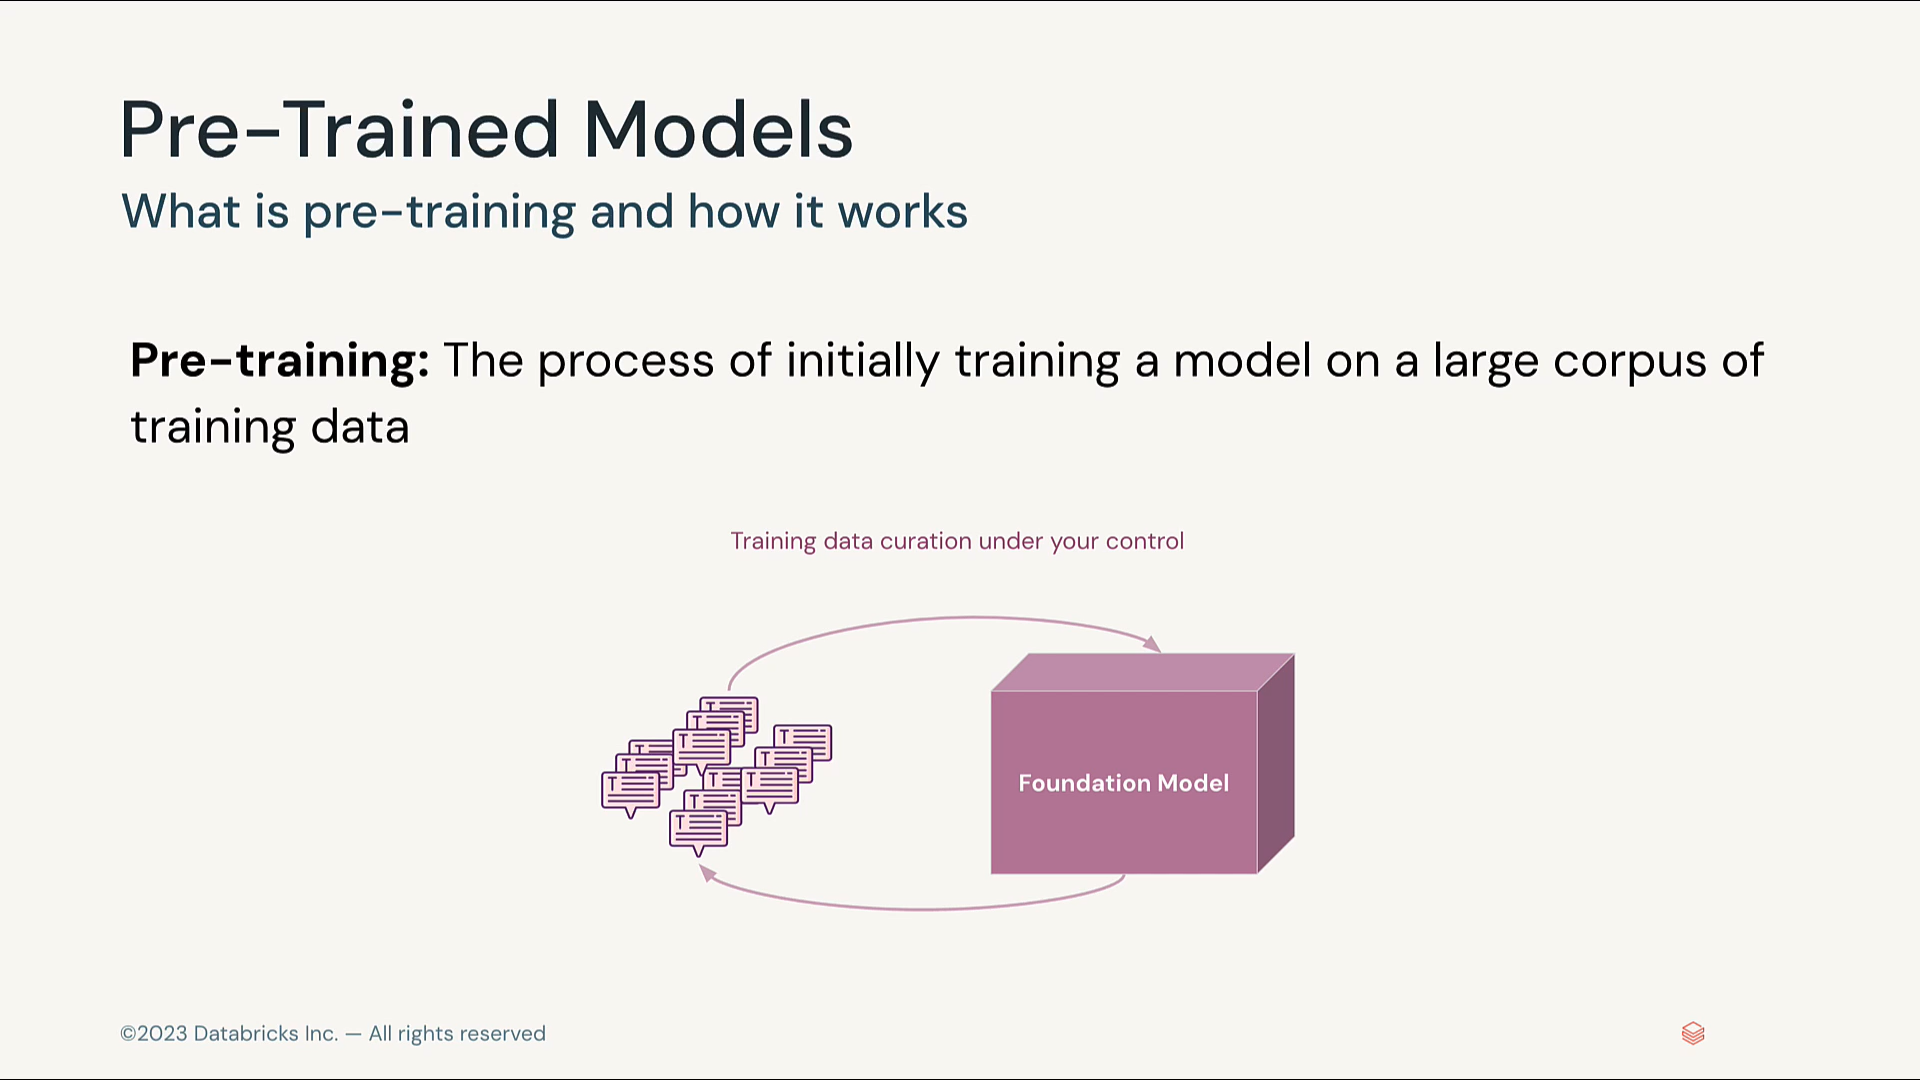 Pre-Trained Models
What is pre-training and how it works
Pre-training: The process of initially training a model on a large corpus of
training data
Training data curation under your control
Foundation Model
©2023 Databricks Inc. — All rights reserved